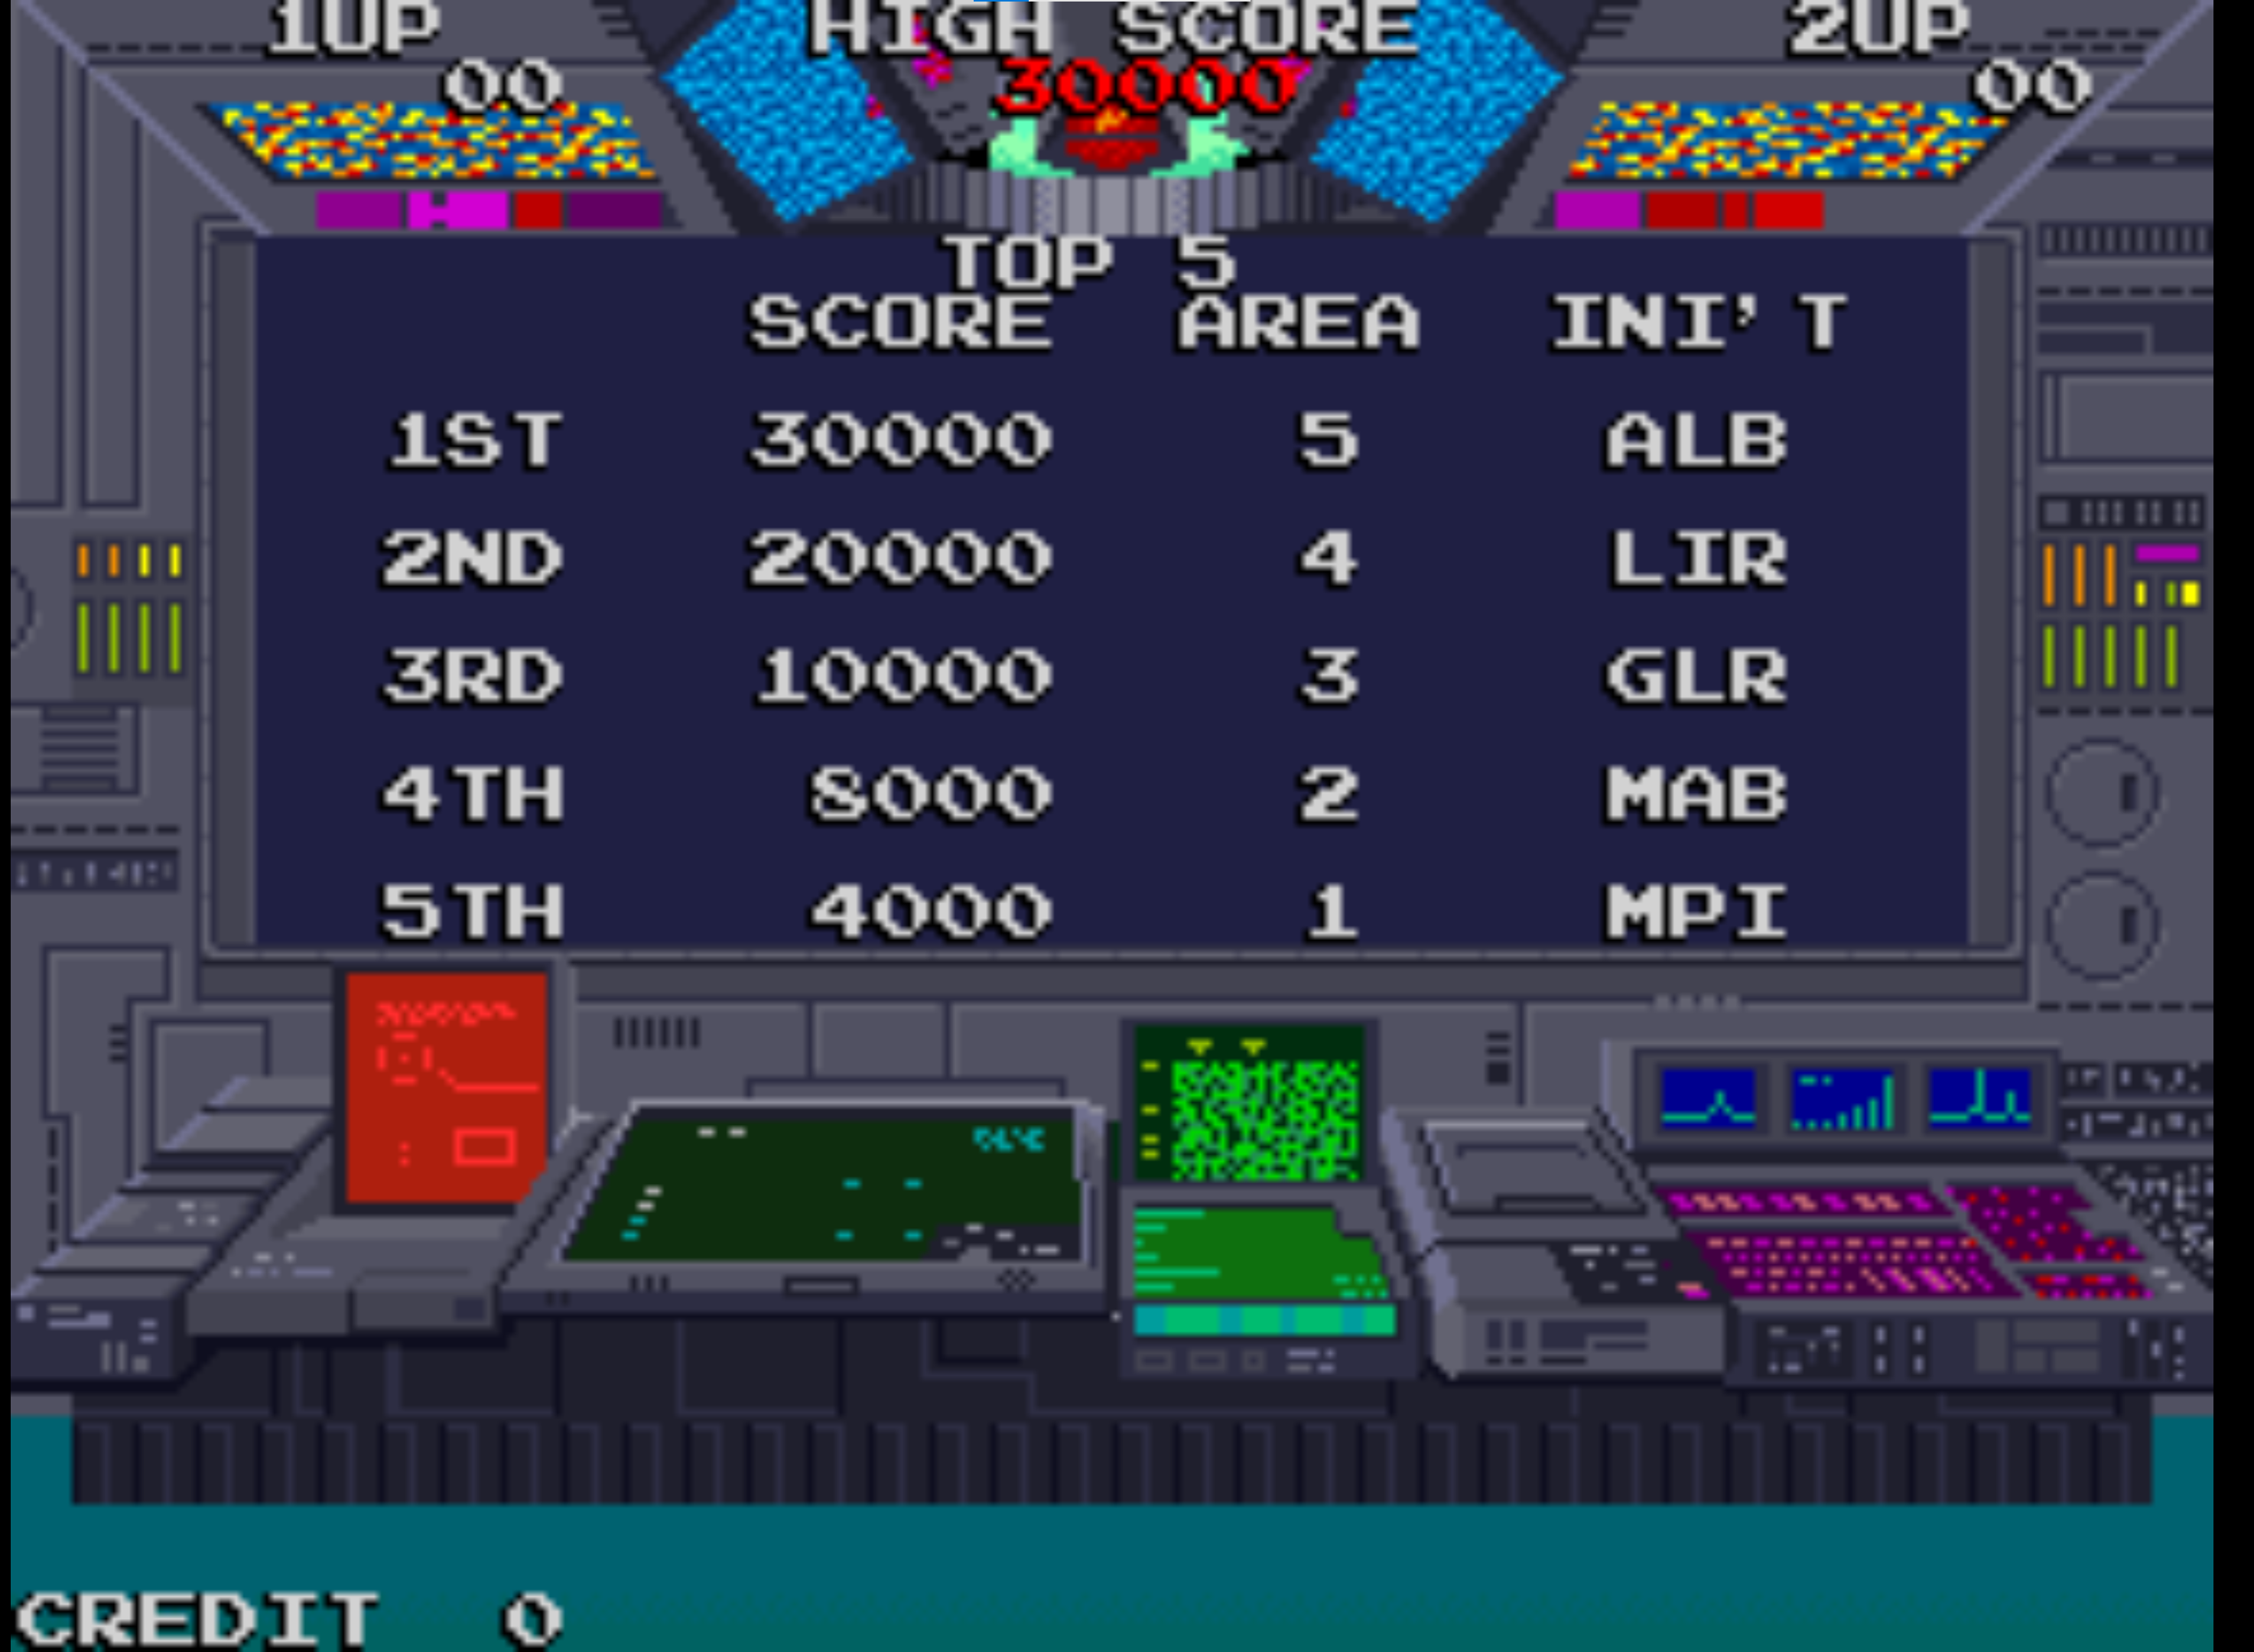 1UP HIGH SCORE 2UP
00 30000 00
TOP 5
SCORE AREA INI'T
1ST 30000 5 ALB
2ND 20000 4 LIR
3RD 10000 3 GLR
4TH 8000 2 MAB
5TH 4000 1 MPI
CREDIT 0